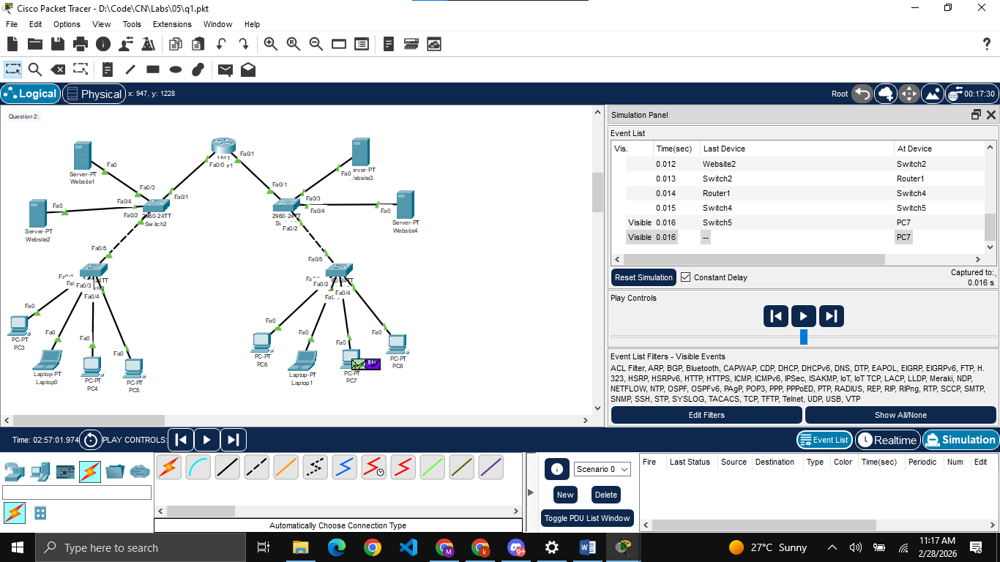 Cisco Packet Tracer - D:\Code\CN\Labs\05\q1.pkt
File Edit Options View Tools Extensions Window Help
Logical Physical x: 947, y: 1228 Root 00:17:30
Question 2:
Server-PT
Website1
Fa0
Fa0/3
Fa0/4
Fa0/1
Fa0/2
Fa0
Server-PT
Website2
2960-24TT
Switch2
Fa0/1
Fa0/0
Fa0/1
Fa0/3
Fa0/4
Fa0/2
Fa0
Fa0
Server-PT
Website4
2960-24TT
Fa0/5
Fa0/3
Fa0/4
Fa0
Fa0
Fa0
Fa0
PC-PT
PC3
Laptop-PT
Laptop0
PC-PT
PC4
PC-PT
PC5
Fa0/5
Fa0/2
Fa0/4
Fa0
Fa0
Fa0
Fa0
PC-PT
PC6
Laptop-PT
Laptop1
PC-PT
PC7
PC-PT
PC8
Simulation Panel
Event List
Vis. Time(sec) Last Device At Device
0.012 Website2 Switch2
0.013 Switch2 Router1
0.014 Router1 Switch4
0.015 Switch4 Switch5
Visible 0.016 Switch5 PC7
Visible 0.016 -- PC7
Reset Simulation Constant Delay Captured to:
0.016 s
Play Controls
Event List Filters - Visible Events
ACL Filter, ARP, BGP, Bluetooth, CAPWAP, CDP, DHCP, DHCPv6, DNS, DTP, EAPOL, EIGRP, EIGRPv6, FTP, H.
323, HSRP, HSRPv6, HTTP, HTTPS, ICMP, ICMPv6, IPSec, ISAKMP, IoT, IoT TCP, LACP, LLDP, Meraki, NDP,
NETFLOW, NTP, OSPF, OSPFv6, PAgP, POP3, PPP, PPPoED, PTP, RADIUS, REP, RIP, RIPng, RTP, SCCP, SMTP,
SNMP, SSH, STP, SYSLOG, TACACS, TCP, TFTP, Telnet, UDP, USB, VTP
Edit Filters Show All/None
Time: 02:57:01.974 PLAY CONTROLS: Event List Realtime Simulation
Scenario 0
New Delete
Toggle PDU List Window
Fire Last Status Source Destination Type Color Time(sec) Periodic Num Edit
Automatically Choose Connection Type
Type here to search
27°C Sunny
11:17 AM
2/28/2026